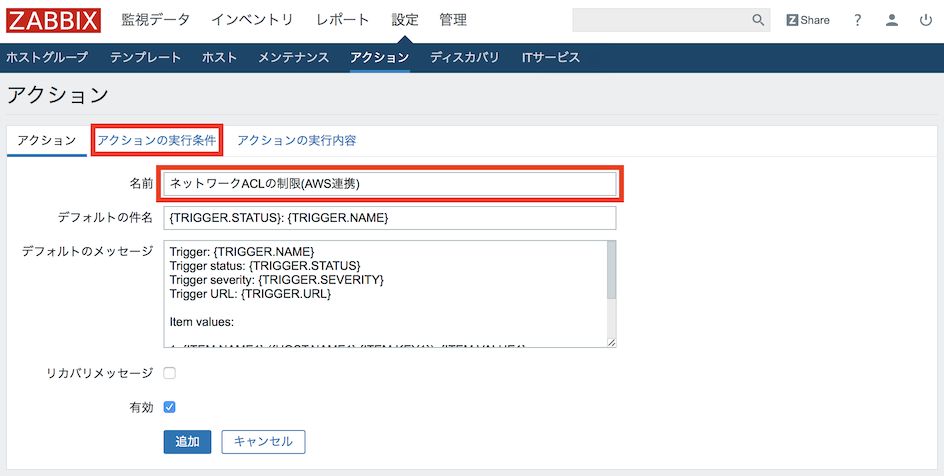 ZABBIX 監視データ インベントリ レポート 設定 管理 Share ?
ホストグループ テンプレート ホスト メンテナンス アクション ディスカバリ ITサービス
アクション
アクション アクションの実行条件 アクションの実行内容
名前 ネットワークACLの制限(AWS連携)
デフォルトの件名 {TRIGGER.STATUS}: {TRIGGER.NAME}
デフォルトのメッセージ Trigger: {TRIGGER.NAME}
Trigger status: {TRIGGER.STATUS}
Trigger severity: {TRIGGER.SEVERITY}
Trigger URL: {TRIGGER.URL}
Item values:
リカバリメッセージ
有効
追加 キャンセル